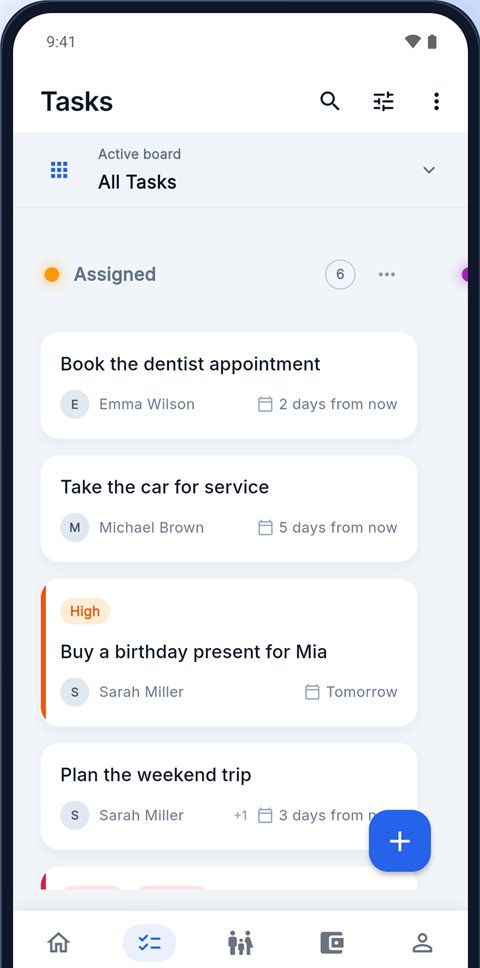 9:41
Tasks
Active board
All Tasks
Assigned 6
Book the dentist appointment
E Emma Wilson 2 days from now
Take the car for service
M Michael Brown 5 days from now
High
Buy a birthday present for Mia
S Sarah Miller Tomorrow
Plan the weekend trip
S Sarah Miller +1 3 days from